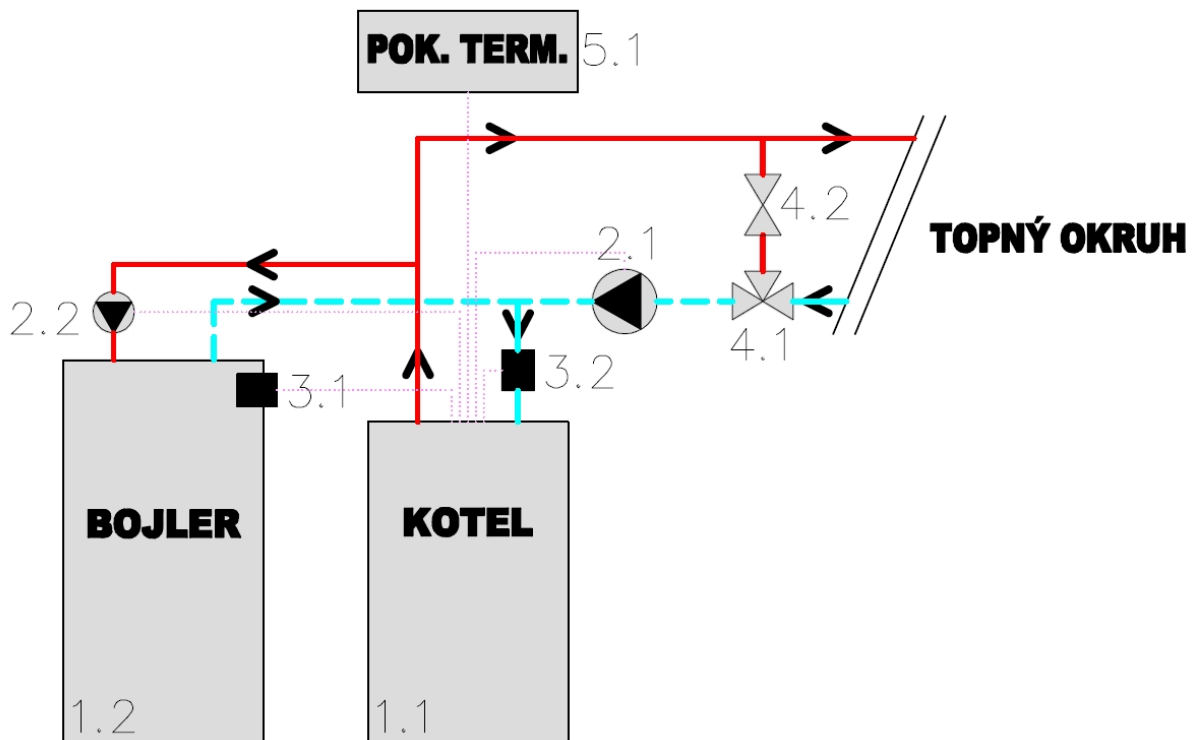 POK. TERM. 5.1
4.2
2.1
TOPNÝ OKRUH
2.2
4.1
3.2
3.1
BOJLER
KOTEL
1.2
1.1